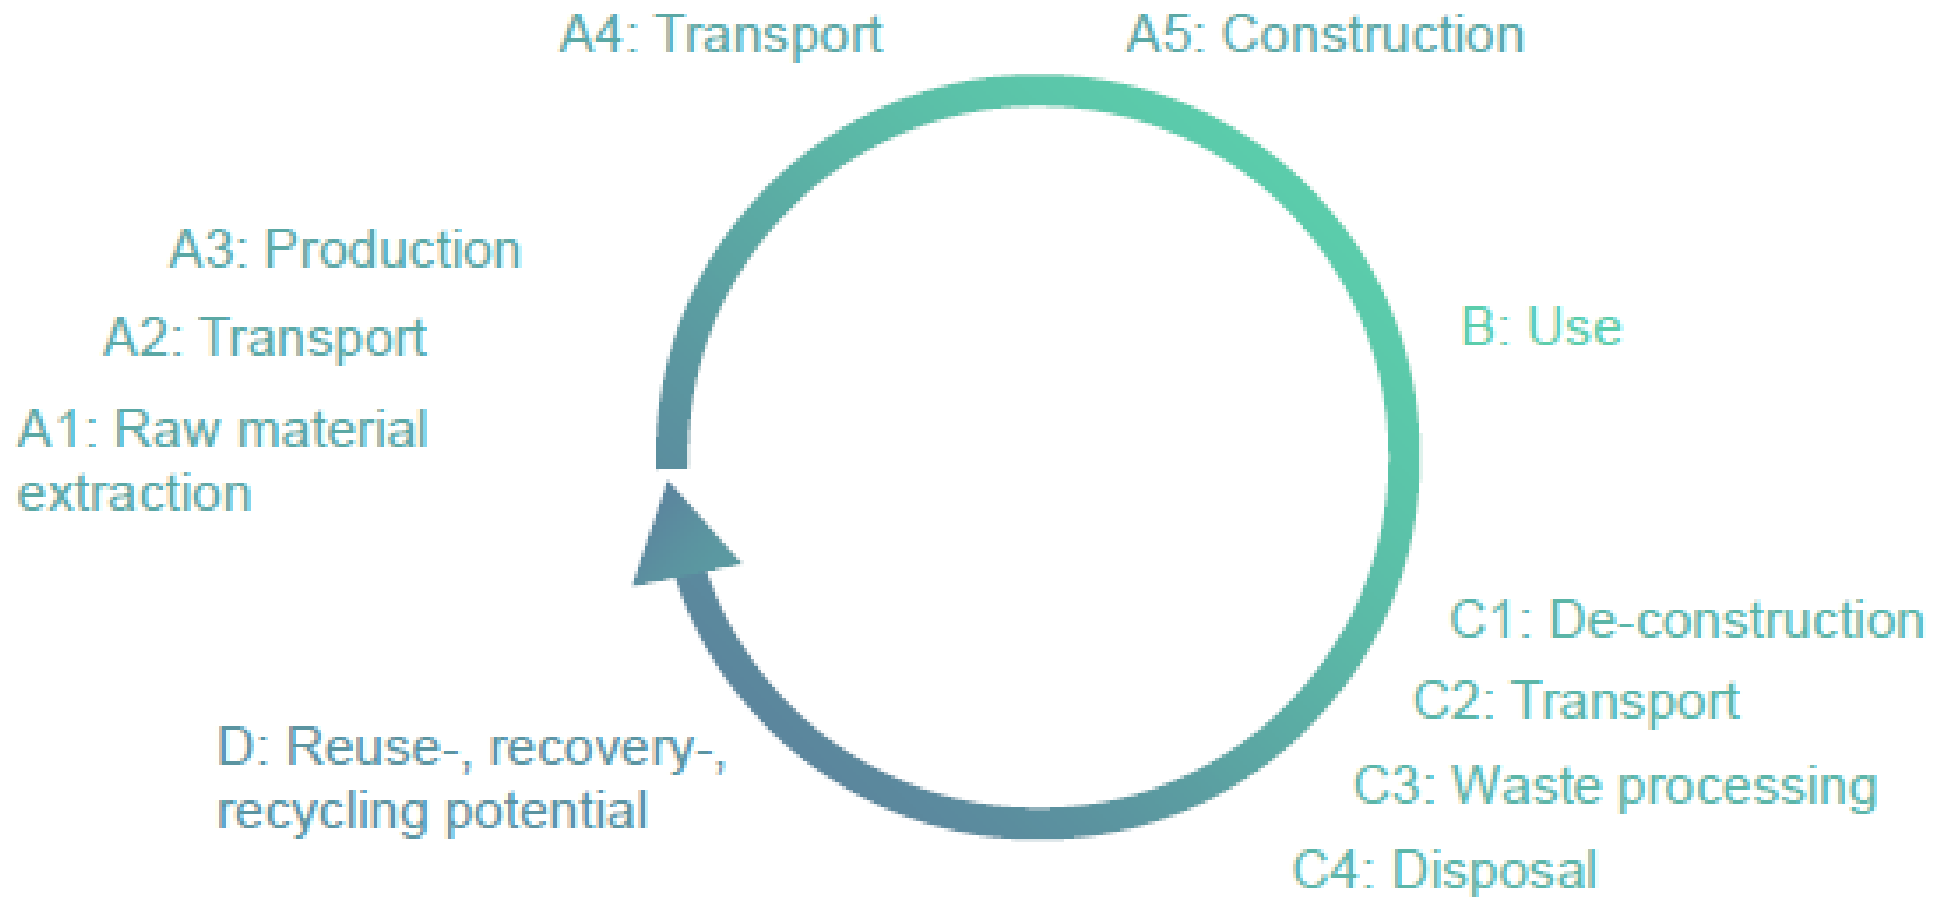 A4: Transport
A5: Construction
A3: Production
A2: Transport
A1: Raw material
extraction
B: Use
C1: De-construction
C2: Transport
C3: Waste processing
C4: Disposal
D: Reuse-, recovery-,
recycling potential